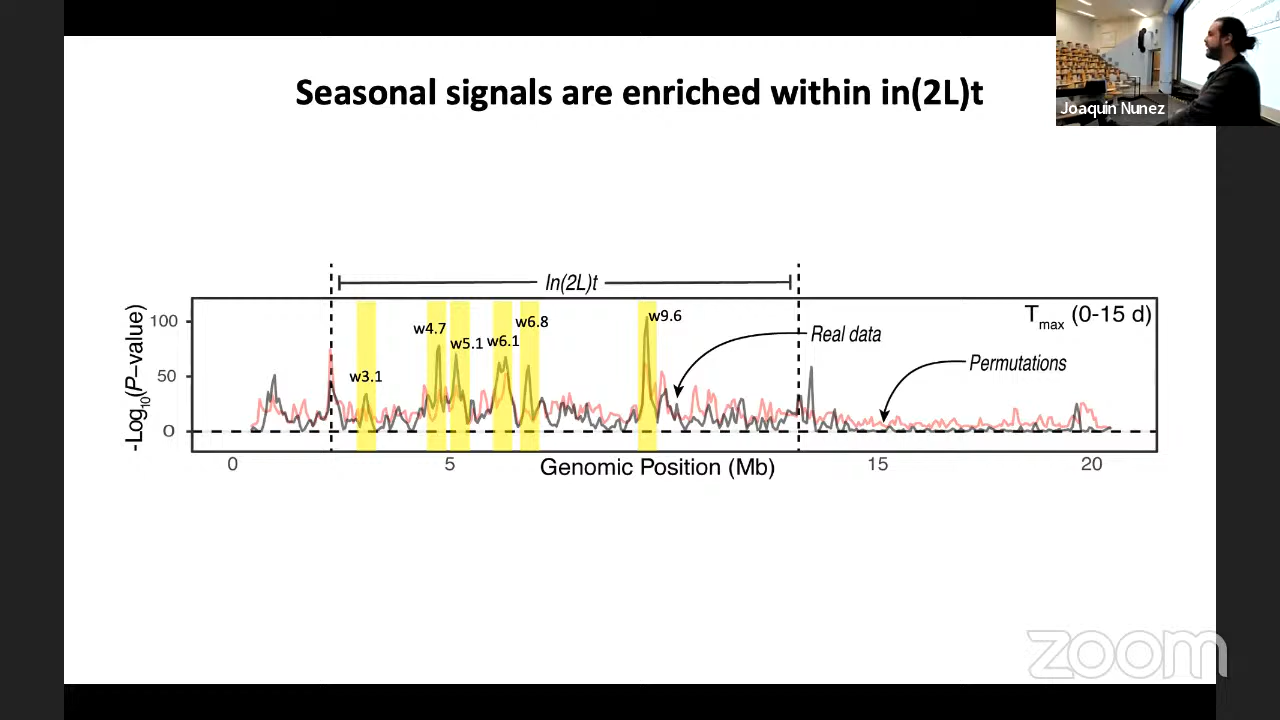 Seasonal signals are enriched within in(2L)t
Joaquin Nunez
In(2L)t
-Log10(P-value)
100
50
0
w3.1
w4.7
w5.1
w6.1
w6.8
w9.6
Real data
Tmax (0-15 d)
Permutations
0
5
Genomic Position (Mb)
15
20
zoom